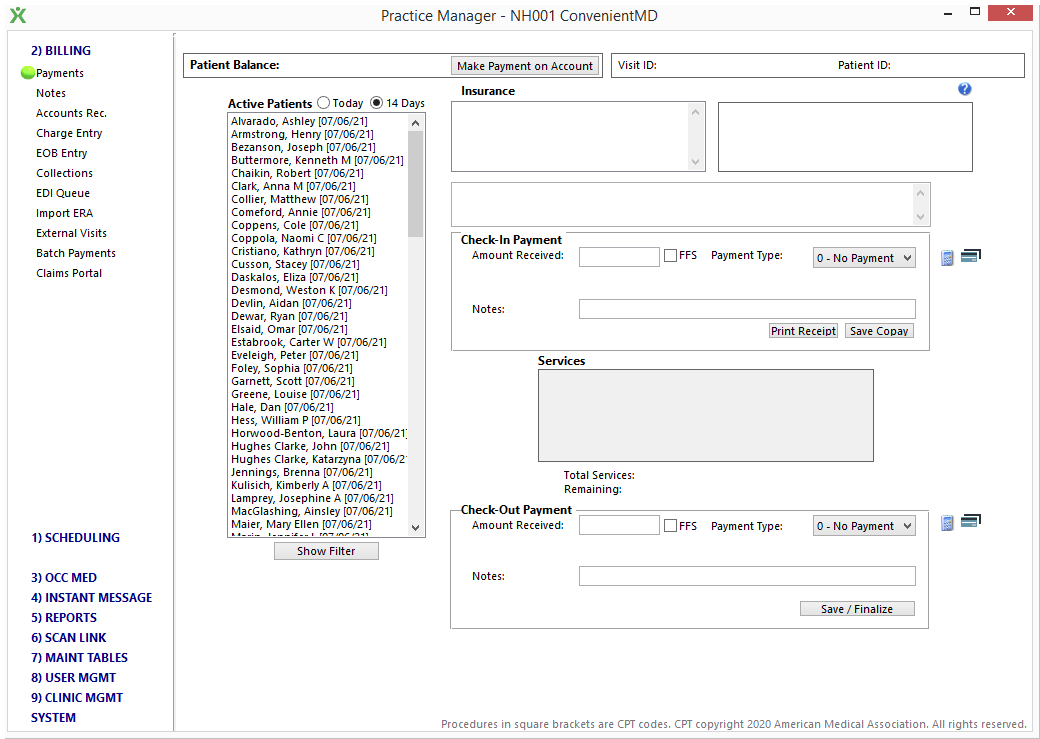 Practice Manager - NH001 ConvenientMD
2) BILLING
Payments
Notes
Accounts Rec.
Charge Entry
EOB Entry
Collections
EDI Queue
Import ERA
External Visits
Batch Payments
Claims Portal
1) SCHEDULING
3) OCC MED
4) INSTANT MESSAGE
5) REPORTS
6) SCAN LINK
7) MAINT TABLES
8) USER MGMT
9) CLINIC MGMT
SYSTEM
Patient Balance: Make Payment on Account Visit ID: Patient ID:
Active Patients Today 14 Days
Alvarado, Ashley [07/06/21]
Armstrong, Henry [07/06/21]
Bezanson, Joseph [07/06/21]
Buttermore, Kenneth M [07/06/21]
Chaikin, Robert [07/06/21]
Clark, Anna M [07/06/21]
Collier, Matthew [07/06/21]
Comeford, Annie [07/06/21]
Coppens, Cole [07/06/21]
Coppola, Naomi C [07/06/21]
Cristiano, Kathryn [07/06/21]
Cusson, Stacey [07/06/21]
Daskalos, Eliza [07/06/21]
Desmond, Weston K [07/06/21]
Devlin, Aidan [07/06/21]
Dewar, Ryan [07/06/21]
Elsaid, Omar [07/06/21]
Estabrook, Carter W [07/06/21]
Eveleigh, Peter [07/06/21]
Foley, Sophia [07/06/21]
Garnett, Scott [07/06/21]
Greene, Louise [07/06/21]
Hale, Dan [07/06/21]
Hess, William P [07/06/21]
Horwood-Benton, Laura [07/06/21]
Hughes Clarke, John [07/06/21]
Hughes Clarke, Katarzyna [07/06/2
Jennings, Brenna [07/06/21]
Kulisich, Kimberly A [07/06/21]
Lamprey, Josephine A [07/06/21]
MacGlashing, Ainsley [07/06/21]
Maier, Mary Ellen [07/06/21]
Show Filter
Insurance ?
Check-In Payment
Amount Received: FFS Payment Type: 0 - No Payment
Notes:
Print Receipt Save Copay
Services
Total Services:
Remaining:
Check-Out Payment
Amount Received: FFS Payment Type: 0 - No Payment
Notes:
Save / Finalize
Procedures in square brackets are CPT codes. CPT copyright 2020 American Medical Association. All rights reserved.